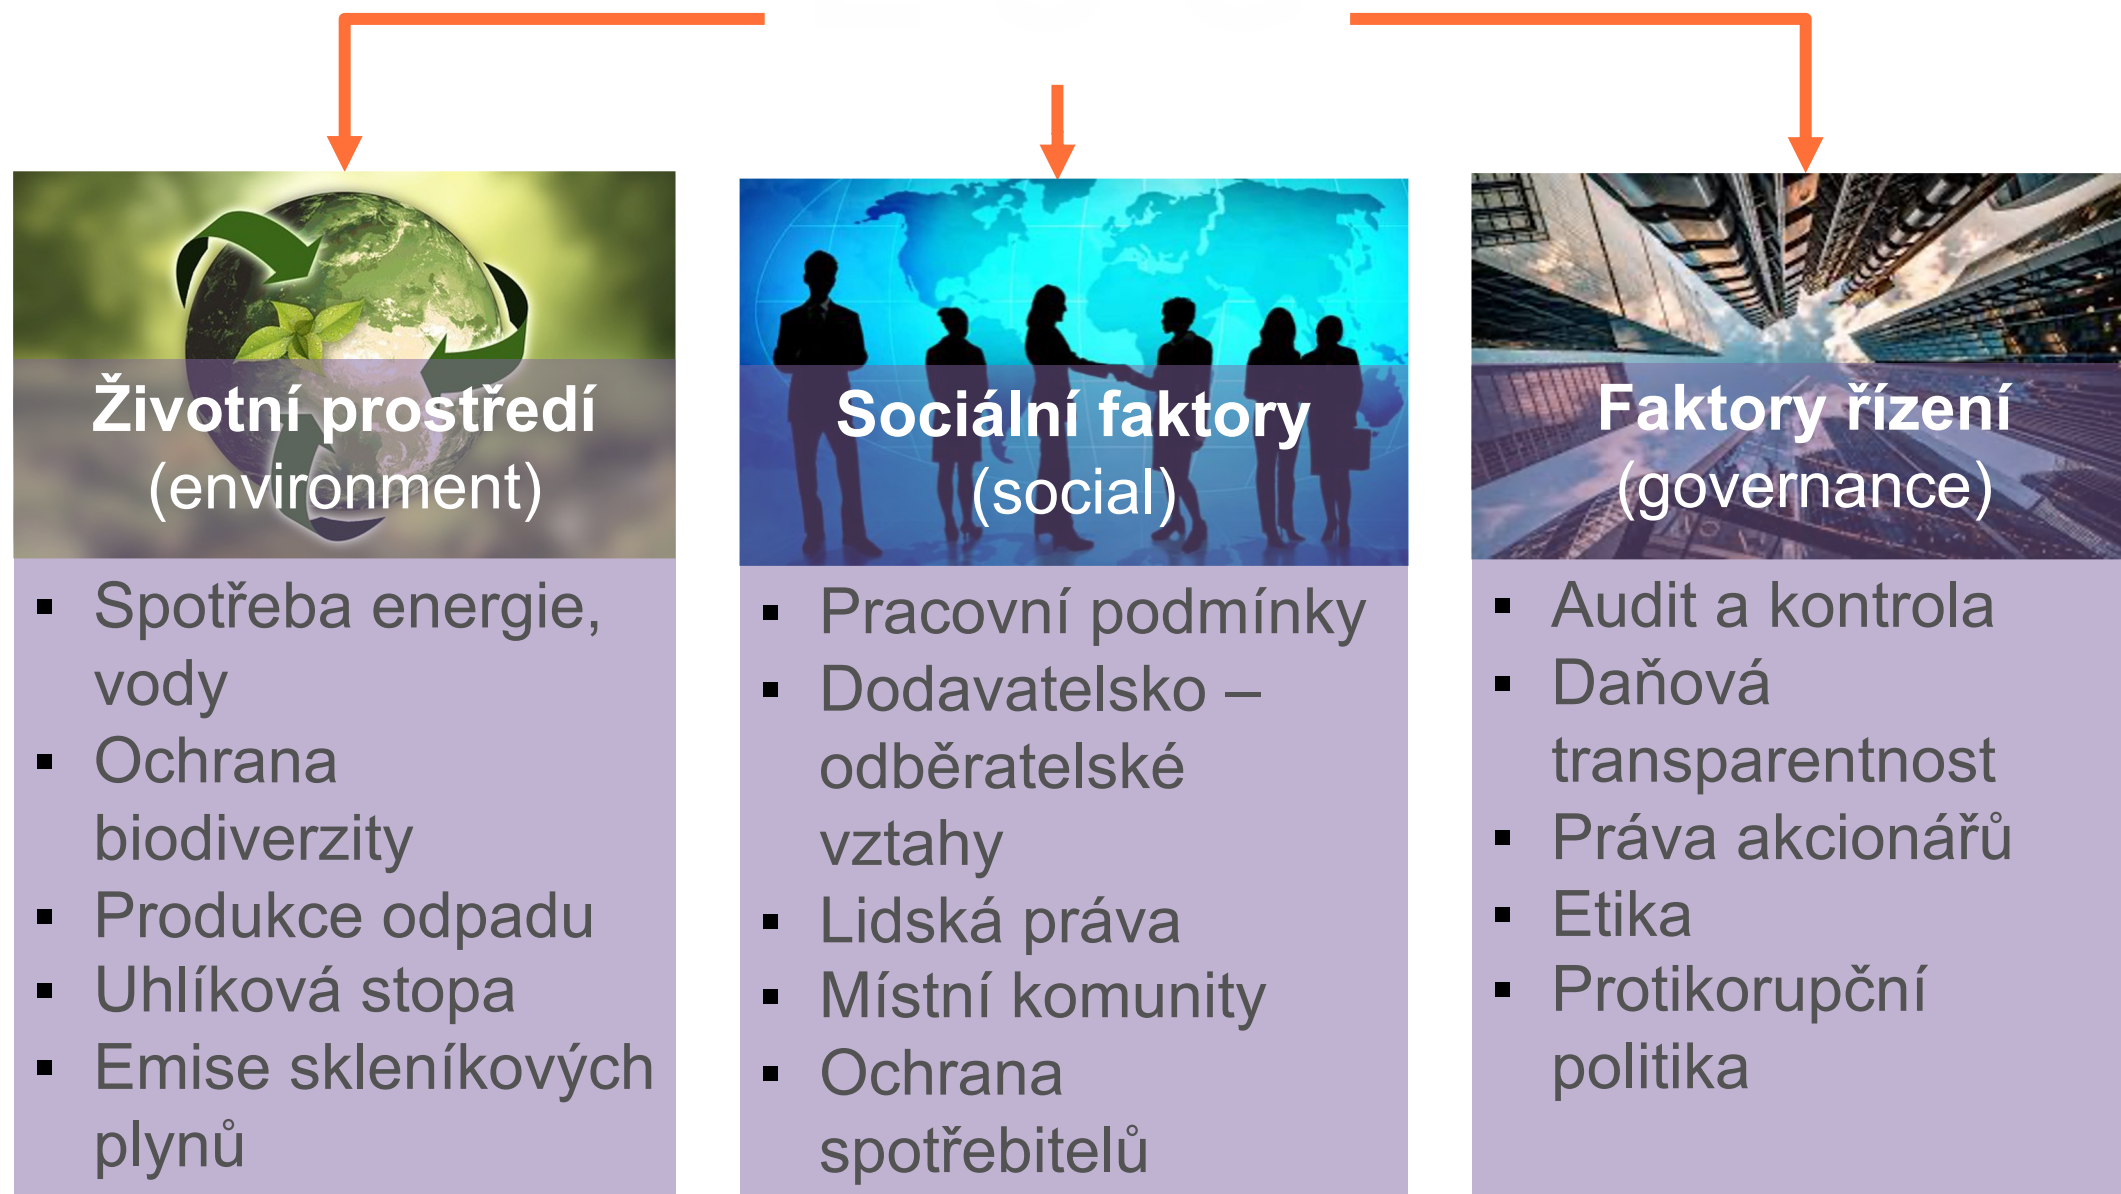 Životní prostředí
(environment)
▪ Spotřeba energie,
vody
▪ Ochrana
biodiverzity
▪ Produkce odpadu
▪ Uhlíková stopa
▪ Emise skleníkových
plynů
Sociální faktory
(social)
▪ Pracovní podmínky
▪ Dodavatelsko –
odběratelské
vztahy
▪ Lidská práva
▪ Místní komunity
▪ Ochrana
spotřebitelů
Faktory řízení
(governance)
▪ Audit a kontrola
▪ Daňová
transparentnost
▪ Práva akcionářů
▪ Etika
▪ Protikorupční
politika